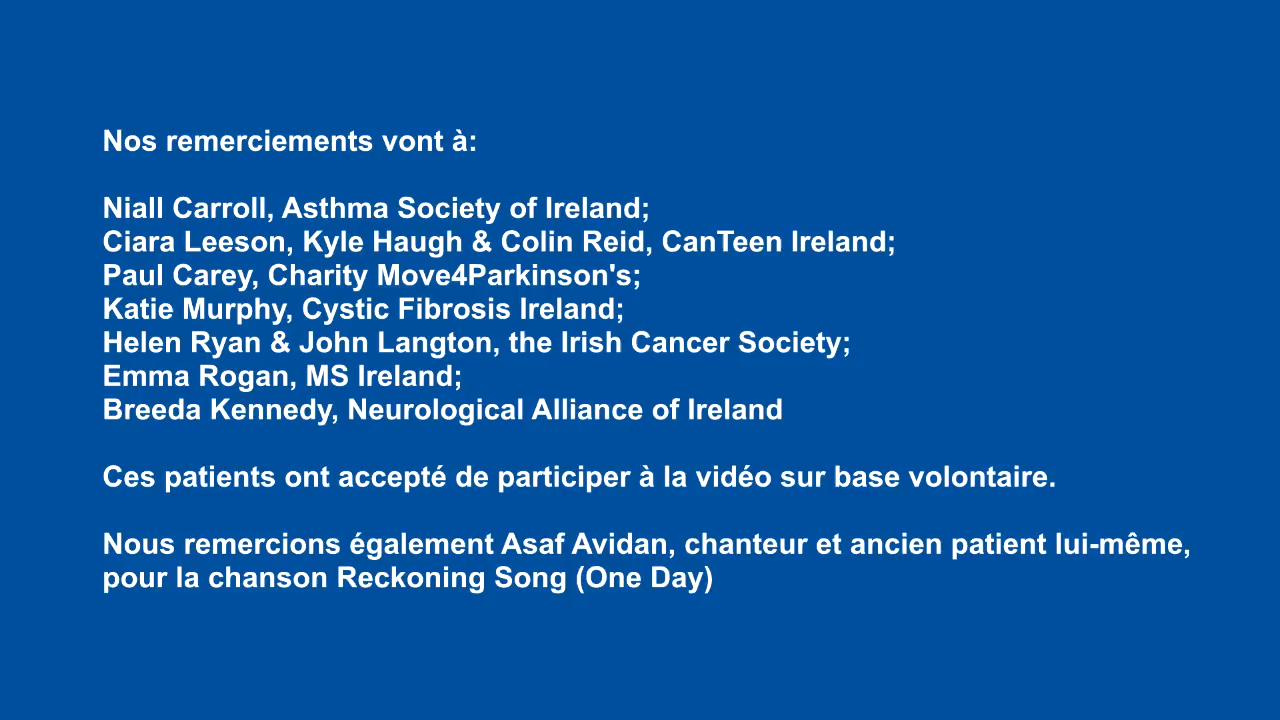 Nos remerciements vont à:
Niall Carroll, Asthma Society of Ireland;
Ciara Leeson, Kyle Haugh & Colin Reid, CanTeen Ireland;
Paul Carey, Charity Move4Parkinson's;
Katie Murphy, Cystic Fibrosis Ireland;
Helen Ryan & John Langton, the Irish Cancer Society;
Emma Rogan, MS Ireland;
Breeda Kennedy, Neurological Alliance of Ireland
Ces patients ont accepté de participer à la vidéo sur base volontaire.
Nous remercions également Asaf Avidan, chanteur et ancien patient lui-même,
pour la chanson Reckoning Song (One Day)